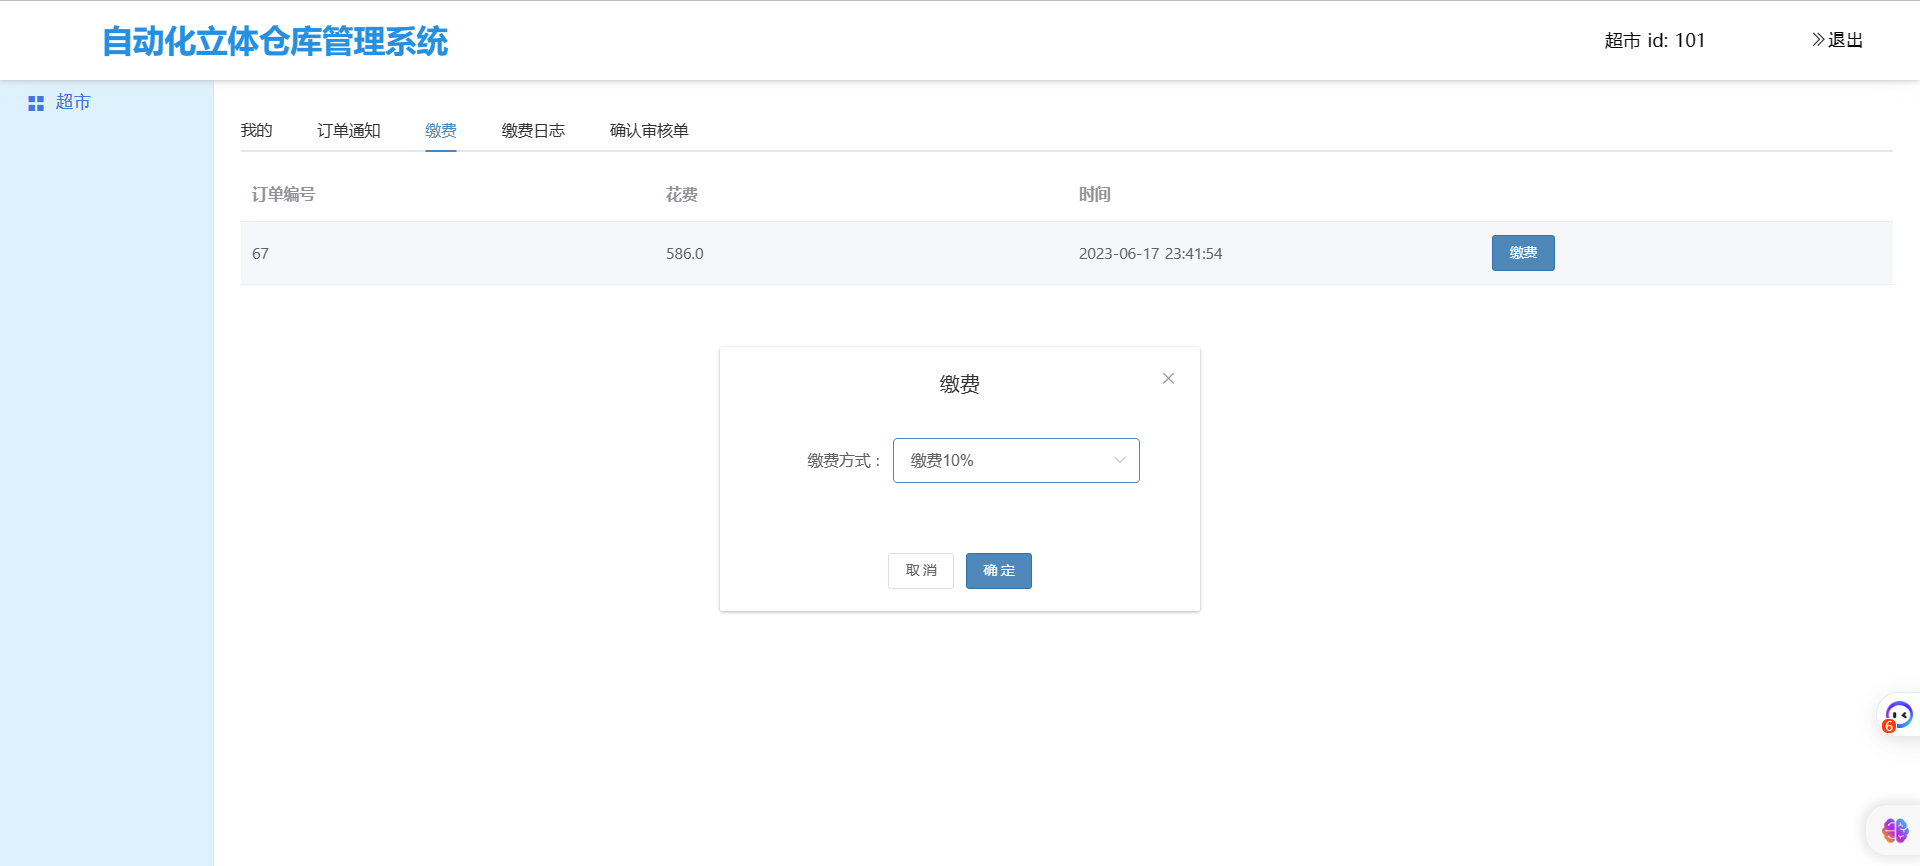 自动化立体仓库管理系统
超市 id: 101
退出
超市
我的
订单通知
缴费
缴费日志
确认审核单
订单编号
花费
时间
67
586.0
2023-06-17 23:41:54
缴费
缴费
缴费方式：
缴费10%
取消
确定
6